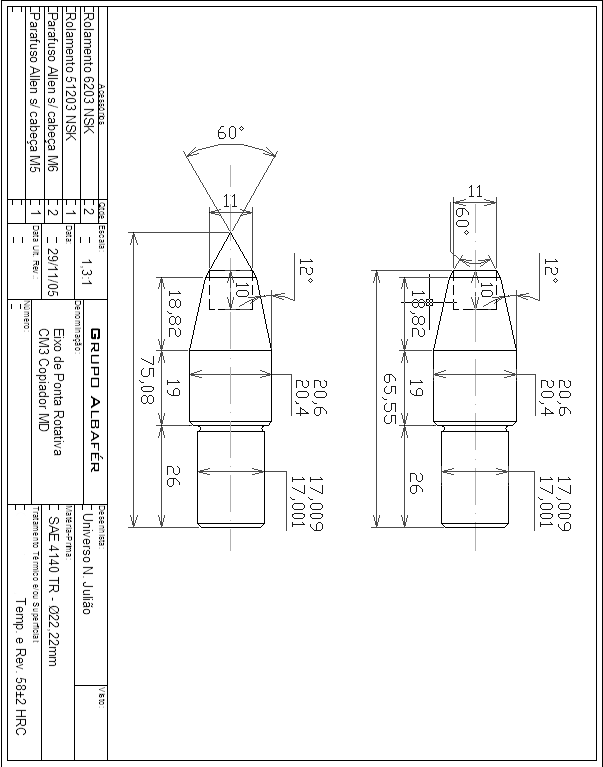 60°
11
12°
10
18,82
75,08
19
20,6
20,4
26
17,009
17,001
11
60°
12°
10
18,82
65,55
19
20,6
20,4
26
17,009
17,001
Acessórios
Qtde
Rolamento 6203 NSK
2
Rolamento 51203 NSK
1
Parafuso Allen s/ cabeça M6
2
Parafuso Allen s/ cabeça M5
1
Escala:
1,3:1
Data:
29/11/05
Data Últ. Rev.:
GRUPO ALBAFÉR
Denominação:
Eixo de Ponta Rotativa
CM3 Copiador MD
Número:
Desenhista:
Universo N. Julião
Visto:
Matéria-Prima:
SAE 4140 TR - Ø22,22mm
Tratamento Térmico e/ou Superficial:
Temp. e Rev. 58±2 HRC